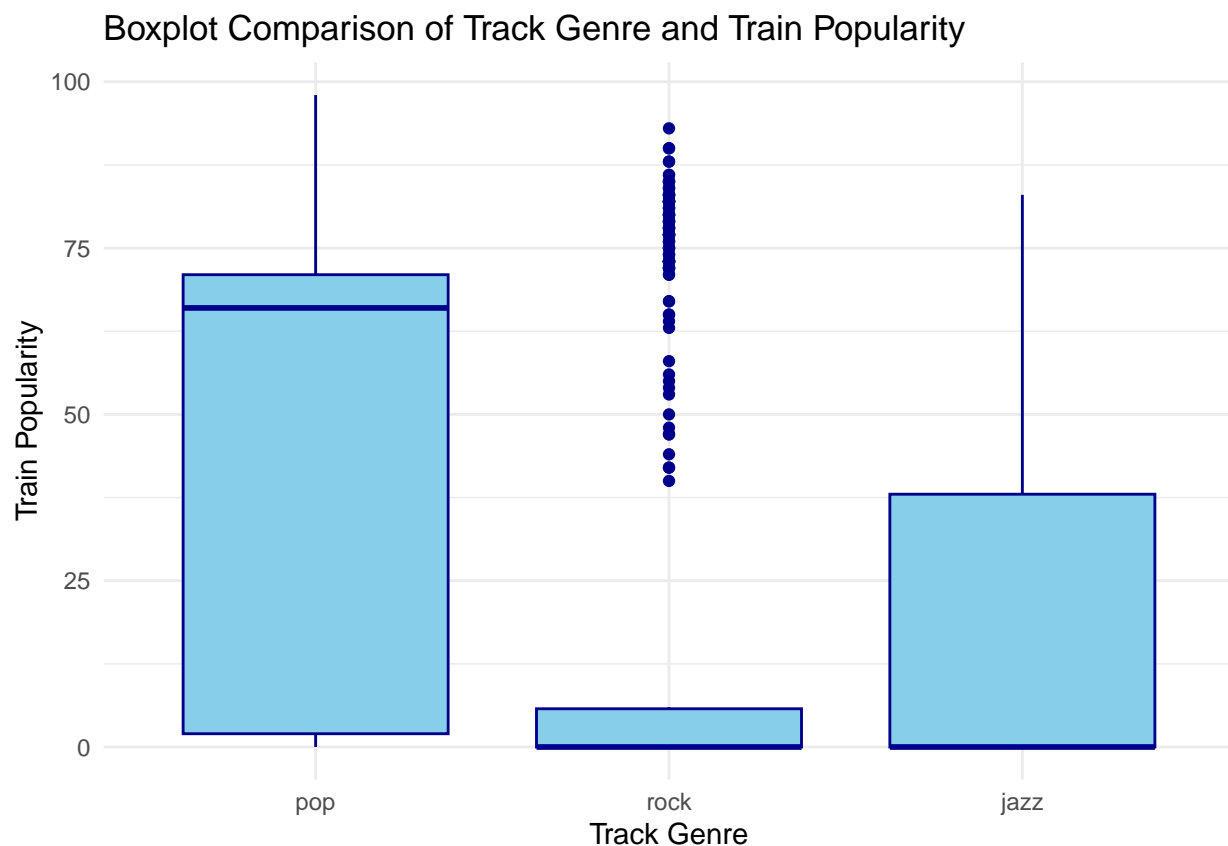 Boxplot Comparison of Track Genre and Train Popularity
100
75
50
25
0
Train Popularity
pop rock jazz
Track Genre